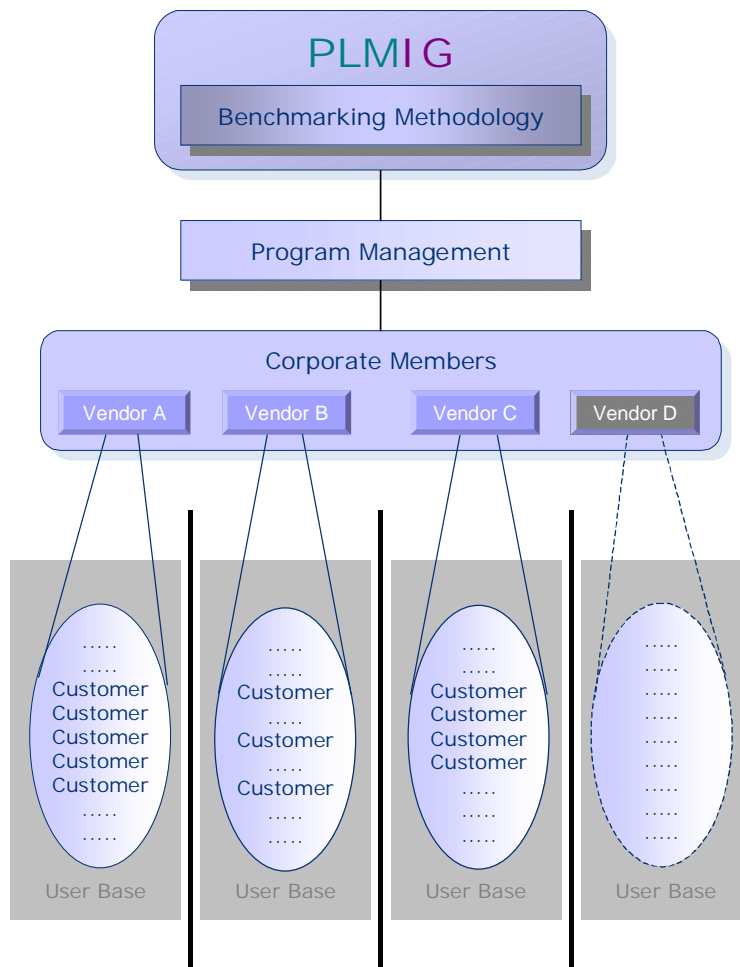 PLMIG
Benchmarking Methodology
Program Management
Corporate Members
Vendor A
Vendor B
Vendor C
Vendor D
.....
.....
Customer
Customer
Customer
Customer
Customer
.....
.....
User Base
.....
.....
Customer
.....
Customer
.....
Customer
.....
.....
User Base
.....
.....
Customer
Customer
Customer
Customer
.....
.....
.....
User Base
.....
.....
.....
.....
.....
.....
.....
.....
.....
User Base